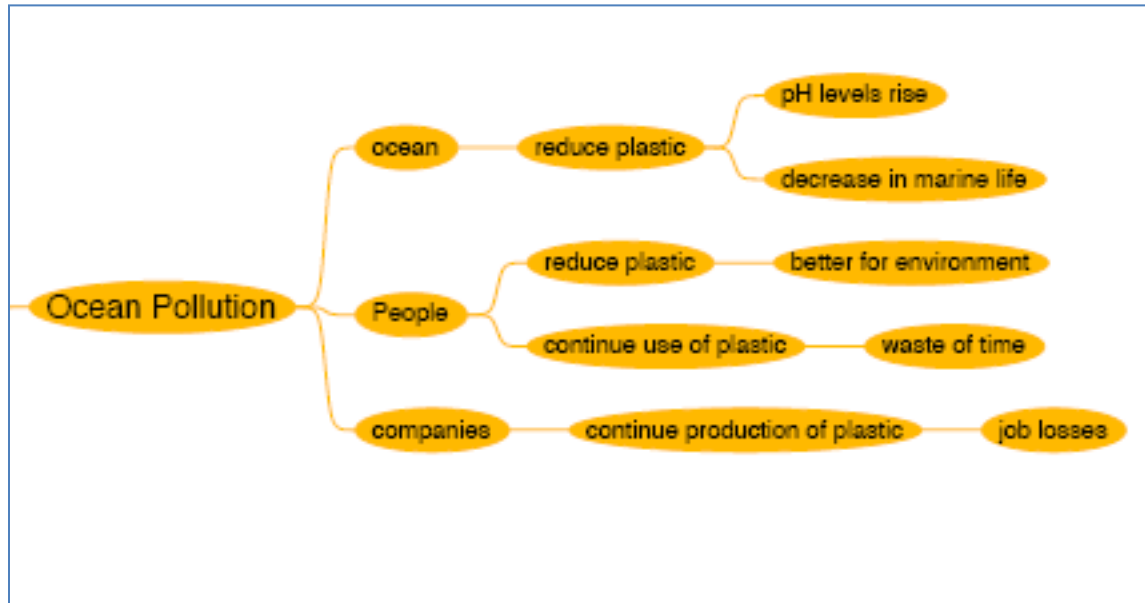 Ocean Pollution
ocean
reduce plastic
pH levels rise
decrease in marine life
People
reduce plastic
better for environment
continue use of plastic
waste of time
companies
continue production of plastic
job losses